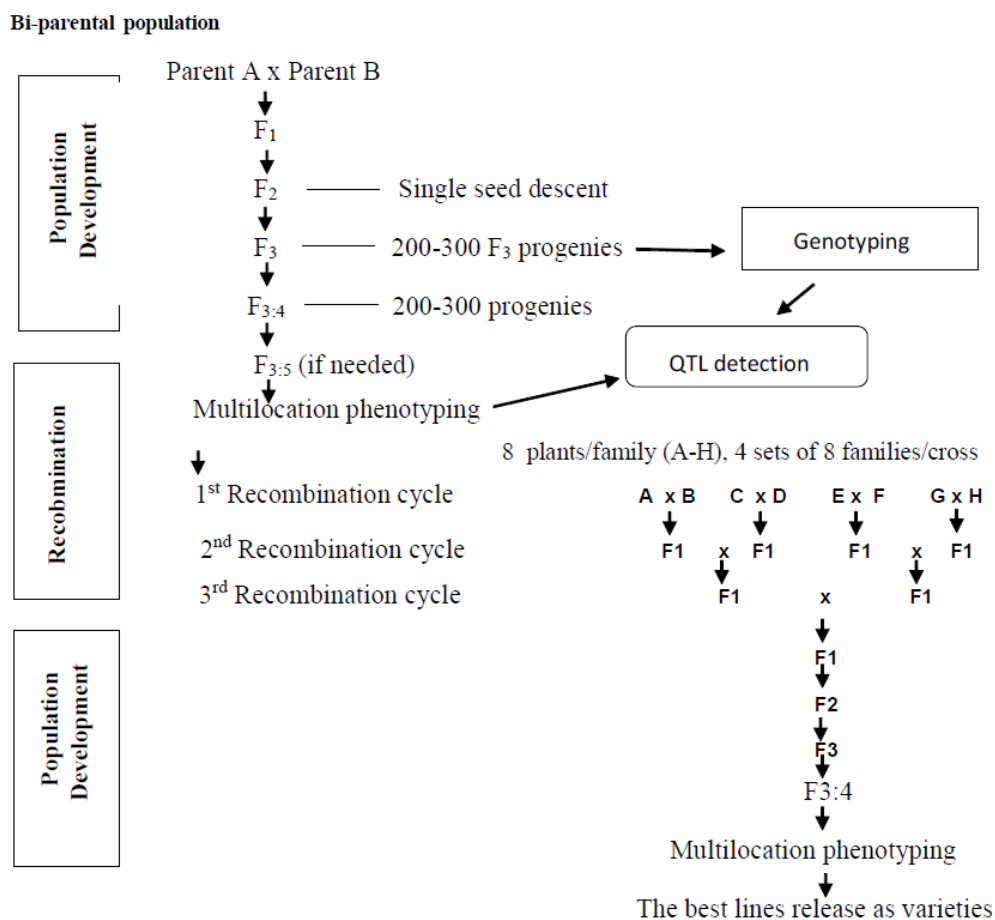 Bi-parental population
Population
Development
Parent A x Parent B
F1
F2
Single seed descent
F3
200-300 F3 progenies
Genotyping
F3:4
200-300 progenies
F3:5 (if needed)
QTL detection
Multilocation phenotyping
Recobmination
8 plants/family (A-H), 4 sets of 8 families/cross
1st Recombination cycle
A x B C x D E x F G x H
2nd Recombination cycle
F1 x F1 F1 x F1
3rd Recombination cycle
F1 x F1
Population
Development
F1
F2
F3
F3:4
Multilocation phenotyping
The best lines release as varieties